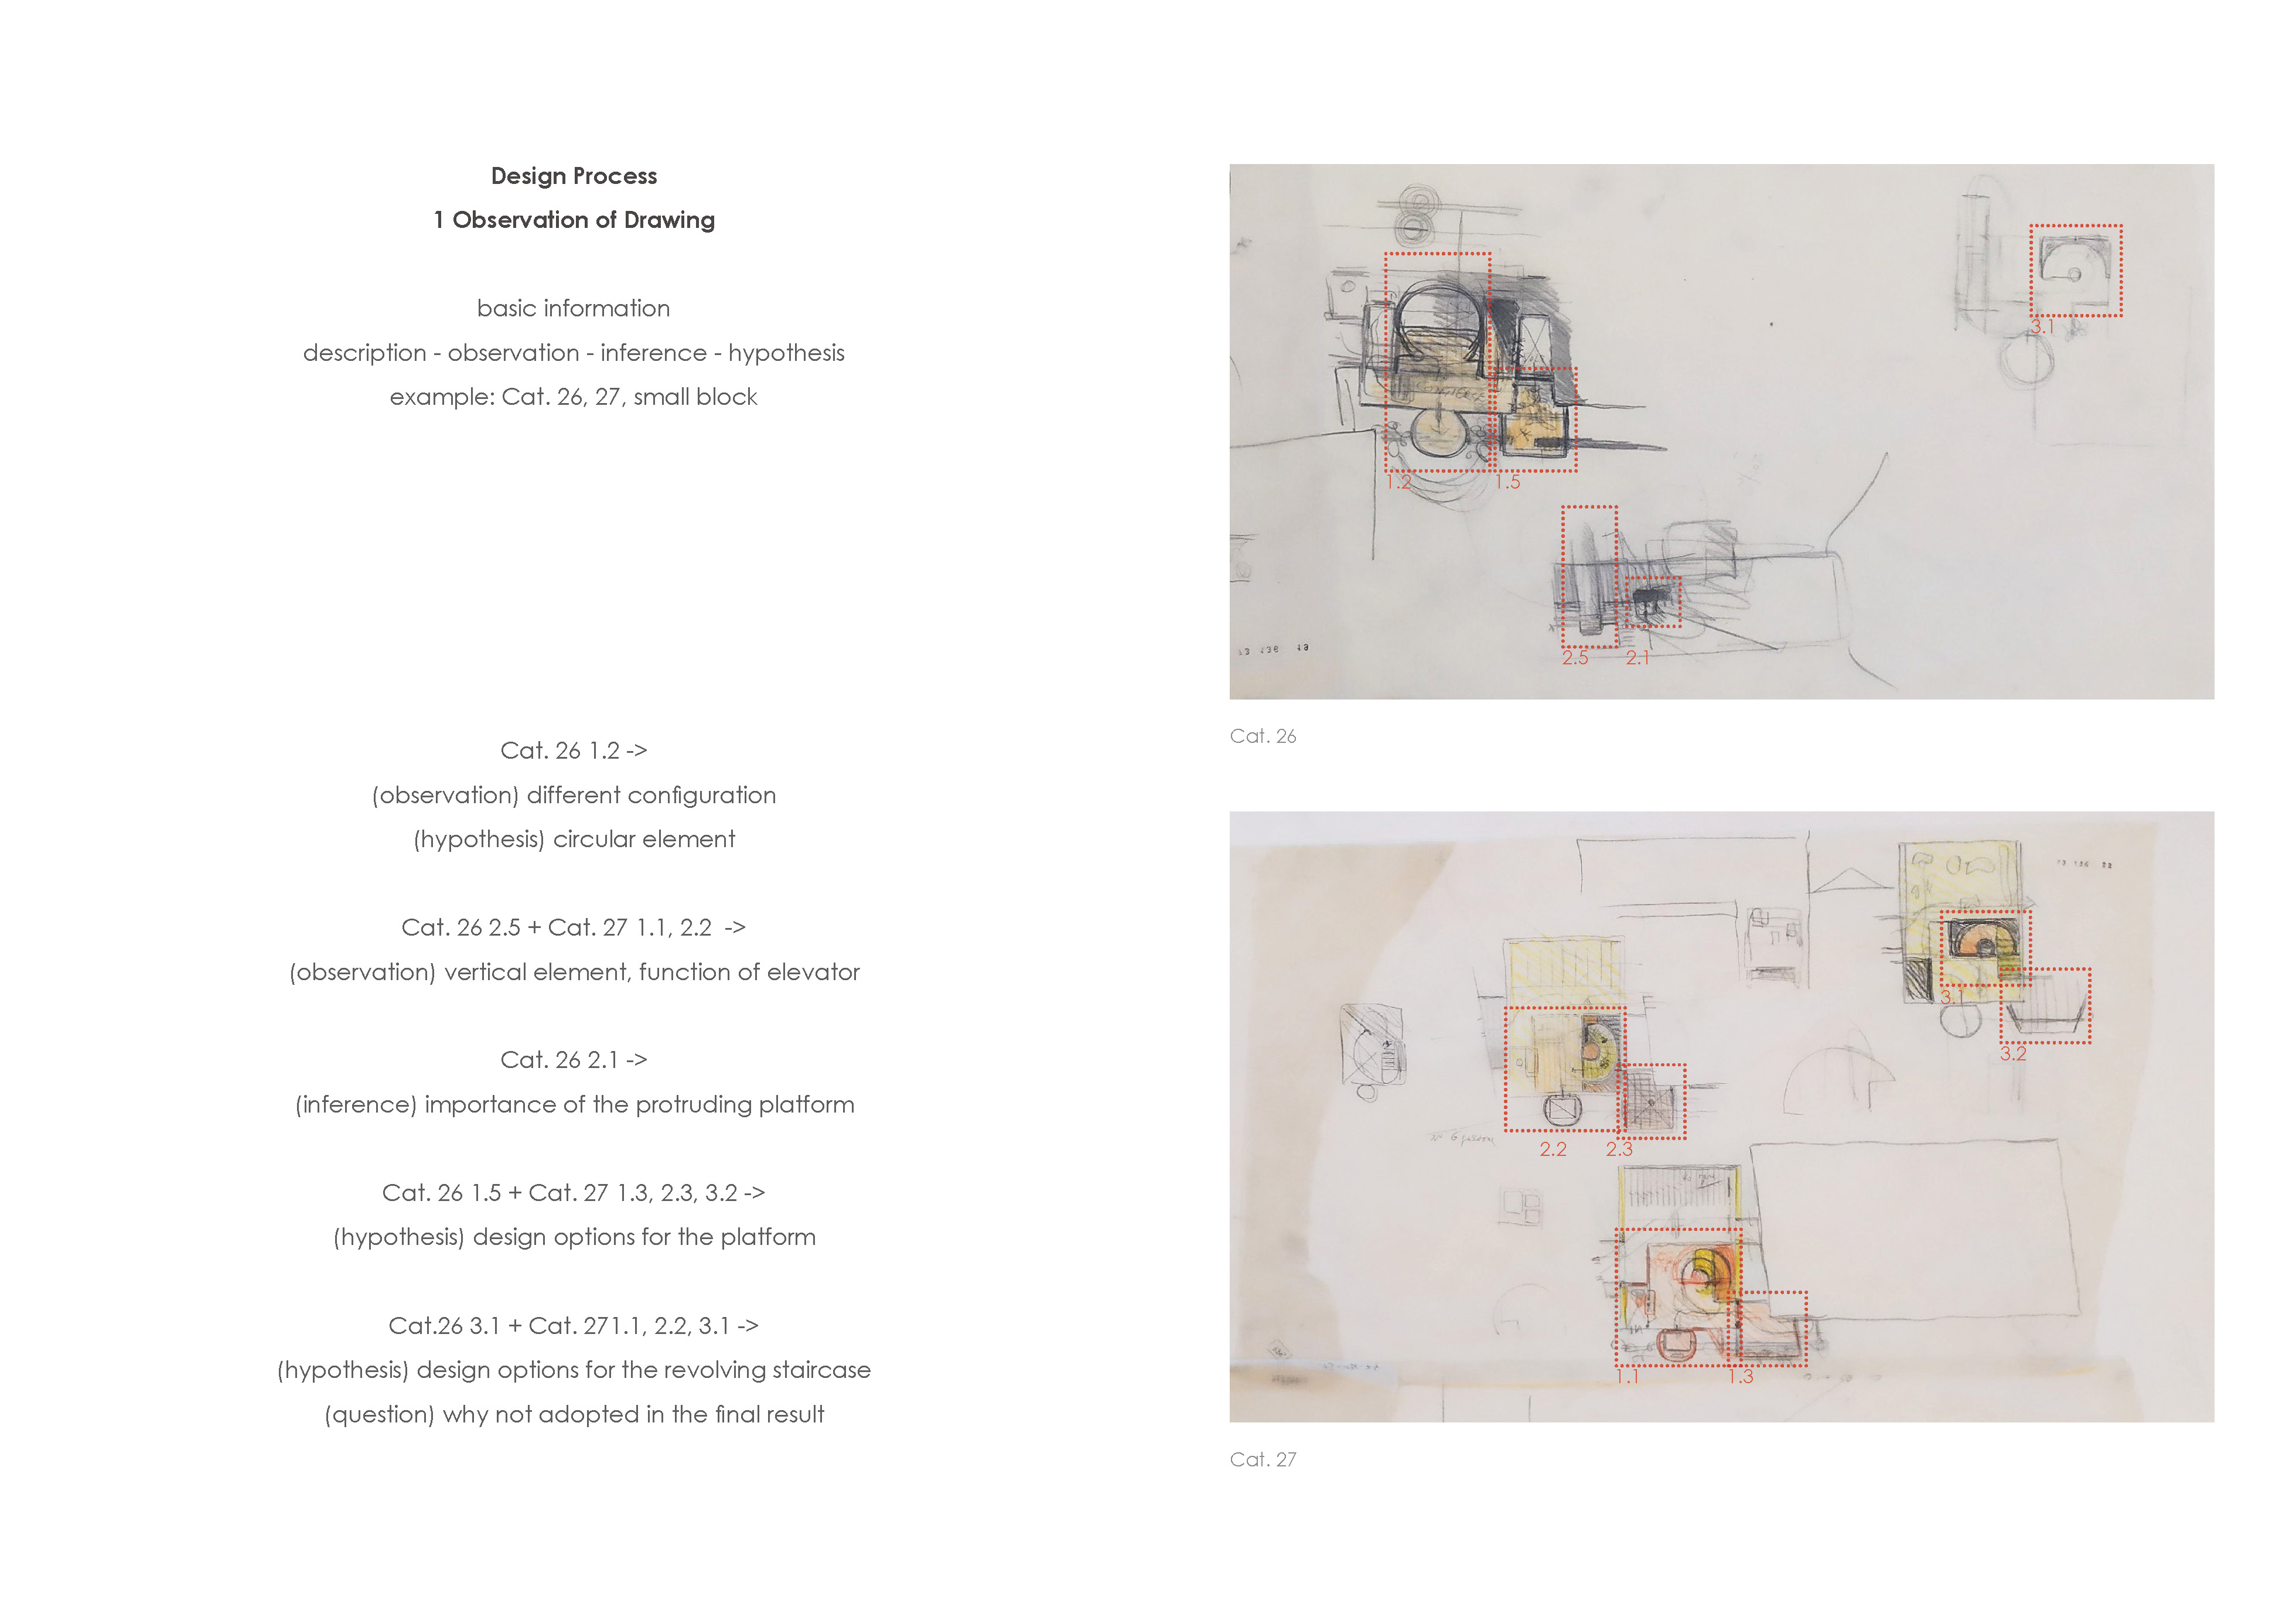 Design Process
1 Observation of Drawing
basic information
description - observation - inference - hypothesis
example: Cat. 26, 27, small block
Cat. 26 1.2 ->
(observation) different configuration
(hypothesis) circular element
Cat. 26 2.5 + Cat. 27 1.1, 2.2 ->
(observation) vertical element, function of elevator
Cat. 26 2.1 ->
(inference) importance of the protruding platform
Cat. 26 1.5 + Cat. 27 1.3, 2.3, 3.2 ->
(hypothesis) design options for the platform
Cat.26 3.1 + Cat. 271.1, 2.2, 3.1 ->
(hypothesis) design options for the revolving staircase
(question) why not adopted in the final result
3.1
1.2
1.5
2.5
2.1
Cat. 26
3.1
3.2
2.2
2.3
1.1
1.3
Cat. 27